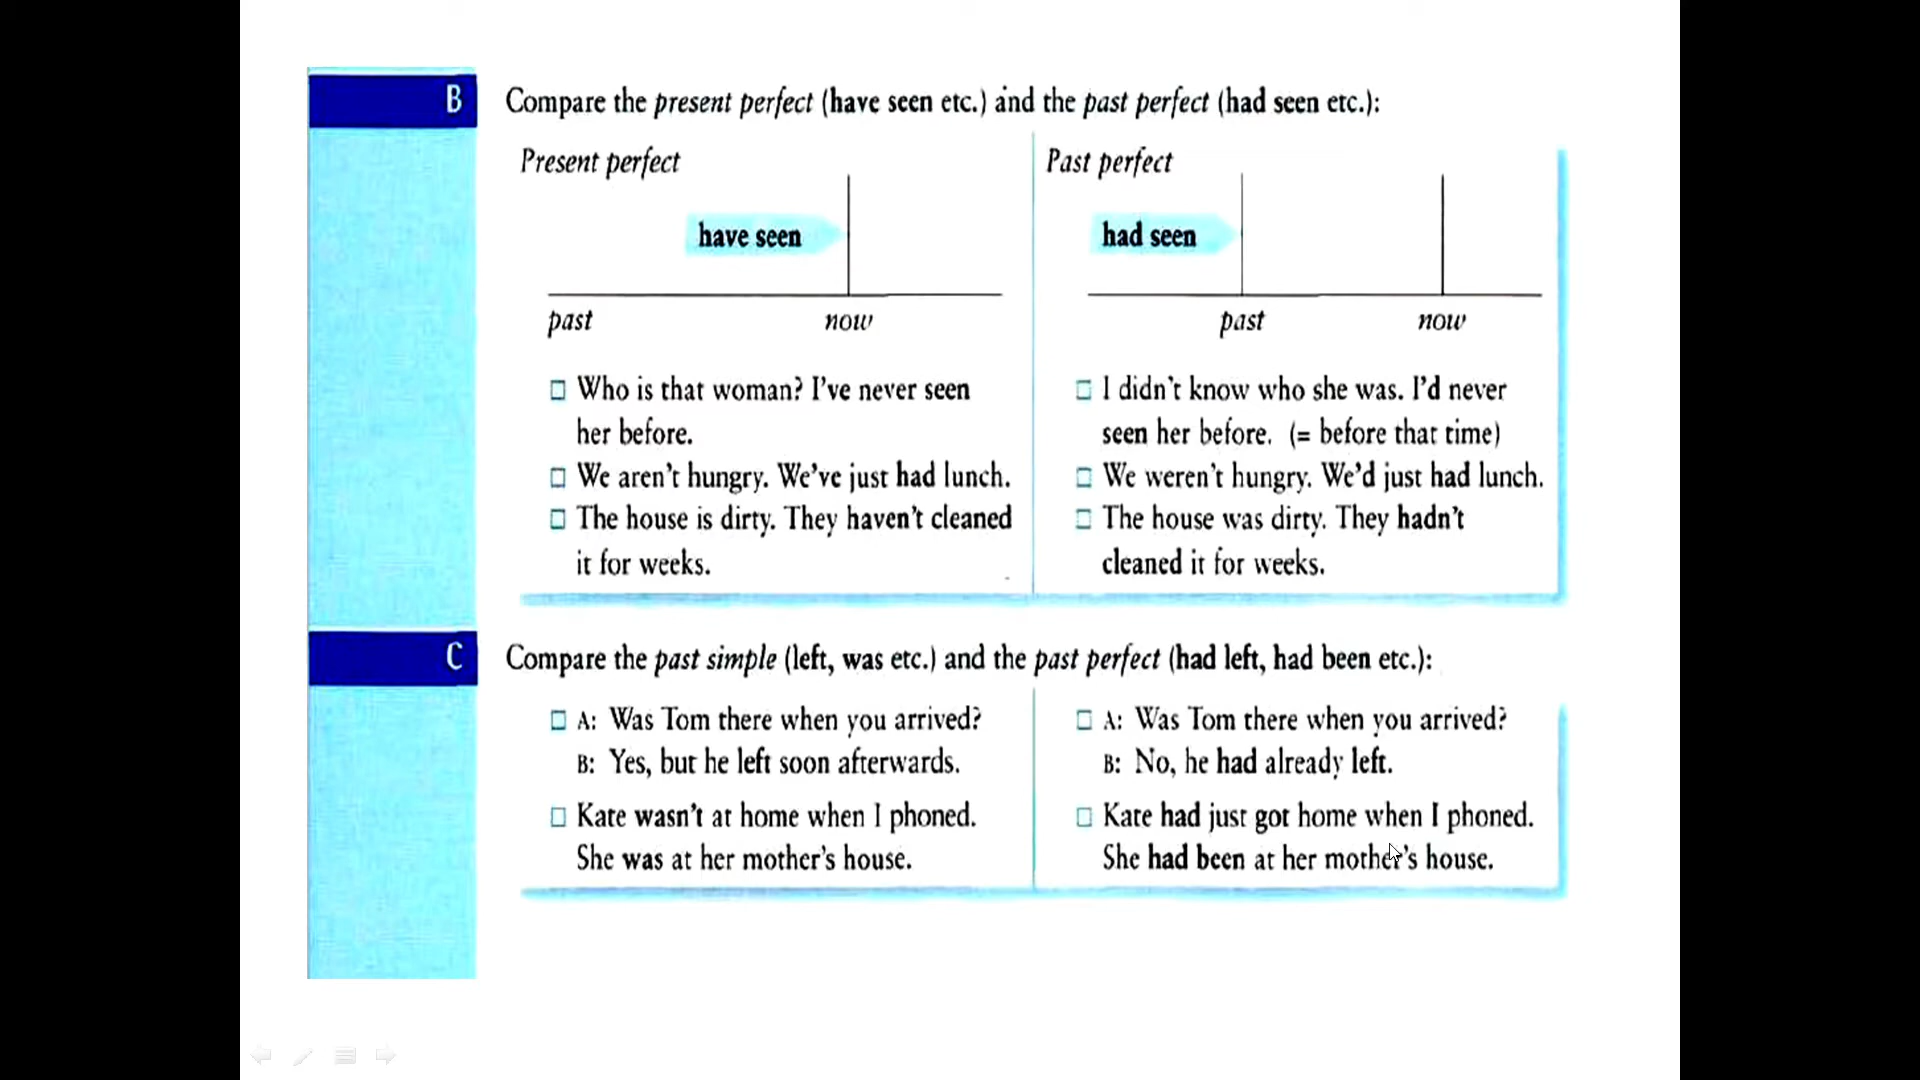 B
Compare the present perfect (have seen etc.) and the past perfect (had seen etc.):
Present perfect
have seen
past now
Who is that woman? I've never seen
her before.
We aren't hungry. We've just had lunch.
The house is dirty. They haven't cleaned
it for weeks.
Past perfect
had seen
past now
I didn't know who she was. I'd never
seen her before. (= before that time)
We weren't hungry. We'd just had lunch.
The house was dirty. They hadn't
cleaned it for weeks.
C
Compare the past simple (left, was etc.) and the past perfect (had left, had been etc.):
A: Was Tom there when you arrived?
B: Yes, but he left soon afterwards.
Kate wasn't at home when I phoned.
She was at her mother's house.
A: Was Tom there when you arrived?
B: No, he had already left.
Kate had just got home when I phoned.
She had been at her mother's house.